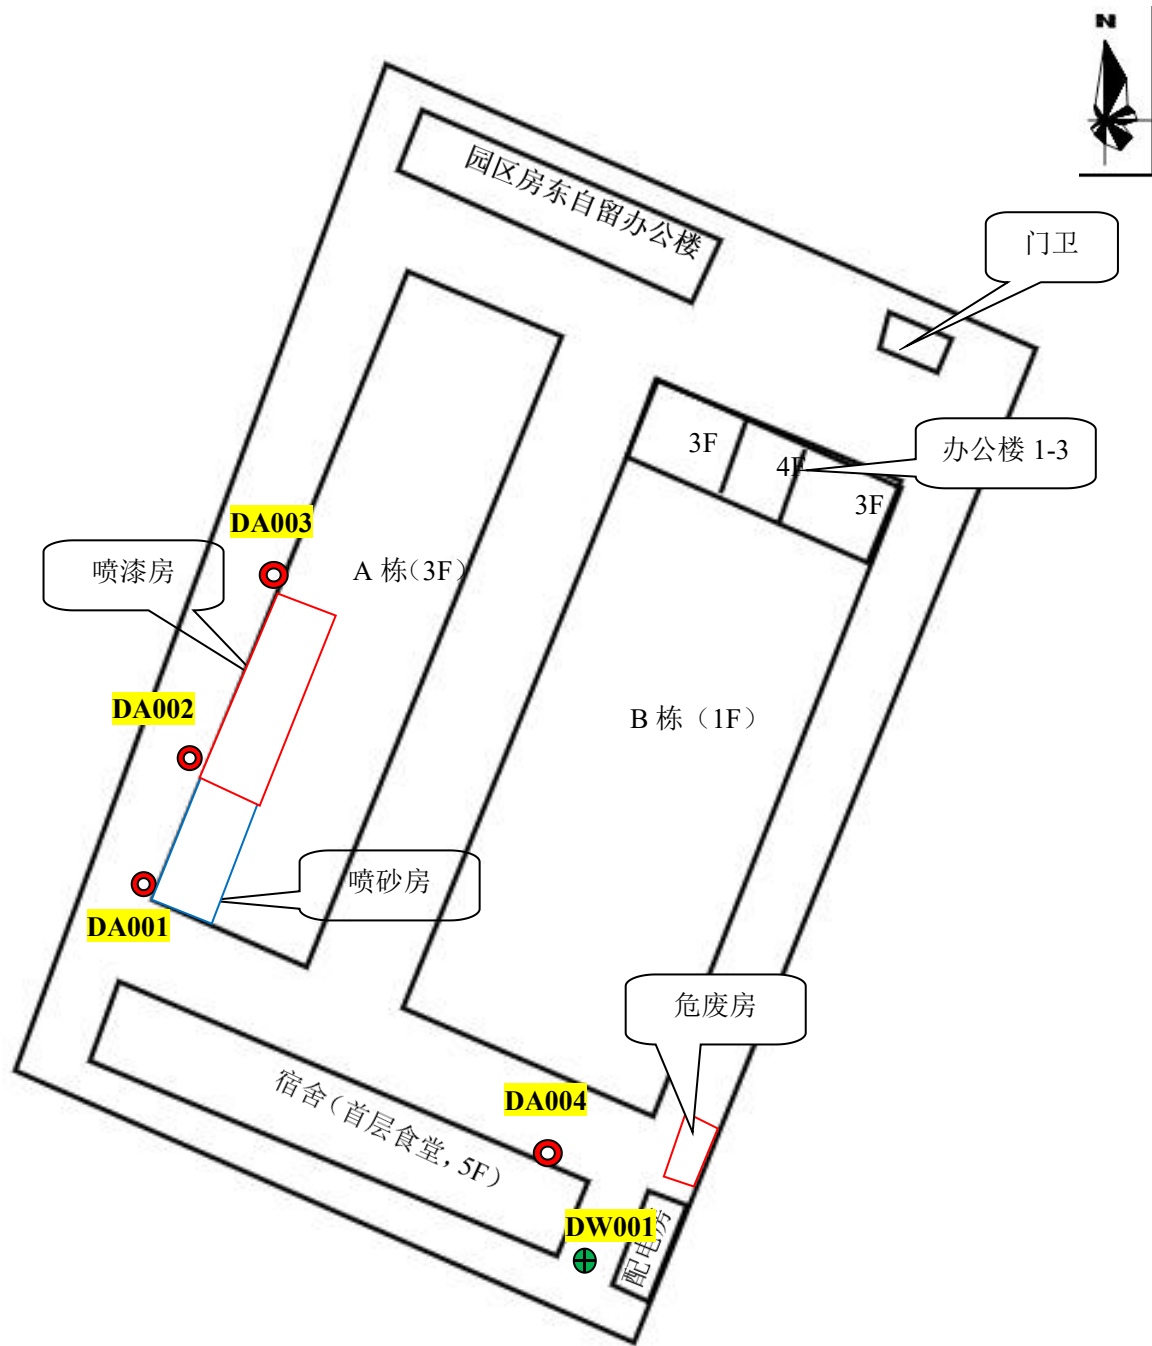 N
园区房东自留办公楼
门卫
3F
4F
办公楼 1-3
3F
DA003
喷漆房
A 栋（3F）
DA002
B 栋（1F）
喷砂房
DA001
危废房
宿舍（首层食堂，5F）
DA004
DW001
配电房